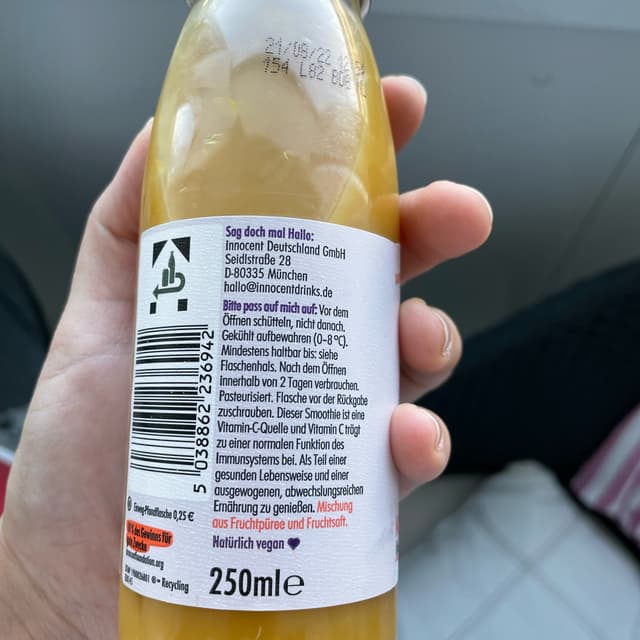 21/08/22
154 L82
Sag doch mal Hallo:
Innocent Deutschland GmbH
Seidlstraße 28
D-80335 München
hallo@innocentdrinks.de
Bitte pass auf mich auf: Vor dem
Öffnen schütteln, nicht danach.
Gekühlt aufbewahren (0–8°C).
Mindestens haltbar bis: siehe
Flaschenhals. Nach dem Öffnen
innerhalb von 2 Tagen verbrauchen.
Pasteurisiert. Flasche vor der Rückgabe
zuschrauben. Dieser Smoothie ist eine
Vitamin-C-Quelle und Vitamin C trägt
zu einer normalen Funktion des
Immunsystems bei. Als Teil einer
gesunden Lebensweise und einer
ausgewogenen, abwechslungsreichen
Ernährung zu genießen. Mischung
aus Fruchtpüree und Fruchtsaft.
Natürlich vegan
250ml e
5 038862 236942
Einweg-Pfandflasche 0,25 €
des Gewinns für
Recycling